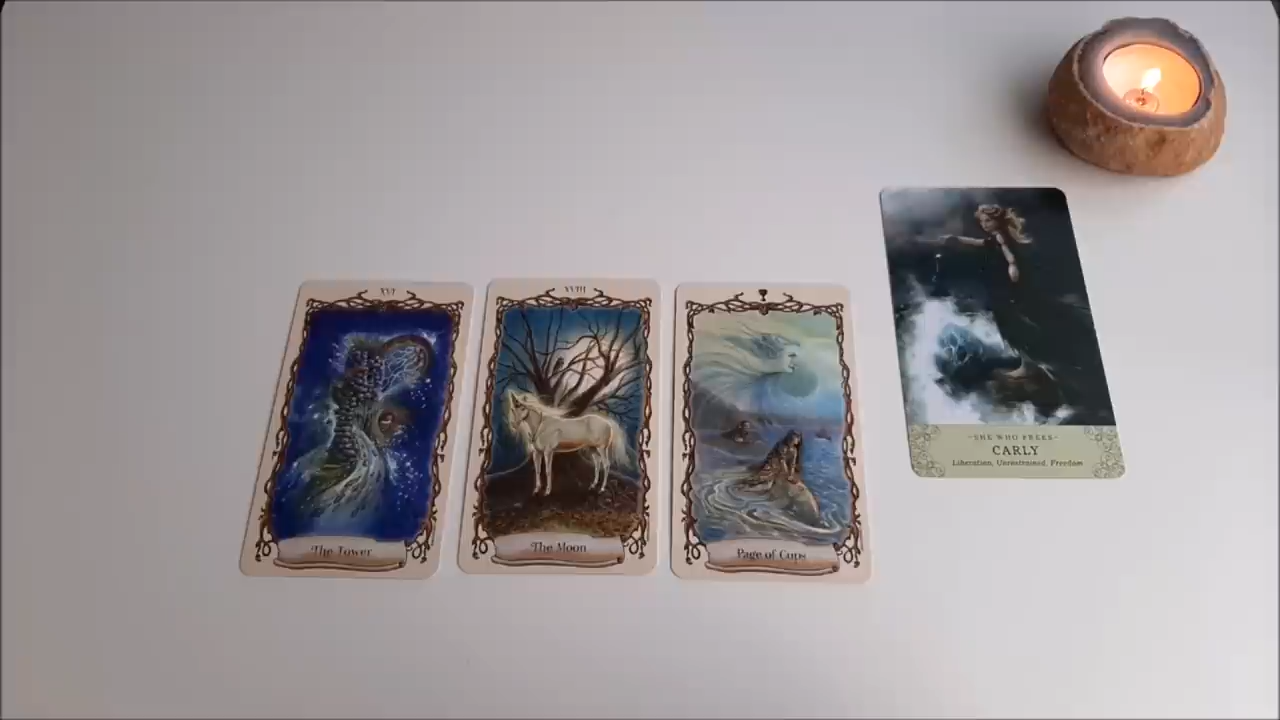 XVI
The Tower
XVIII
The Moon
Page of Cups
~SHE WHO FREES~
CARLY
Liberation, Unrestrained, Freedom